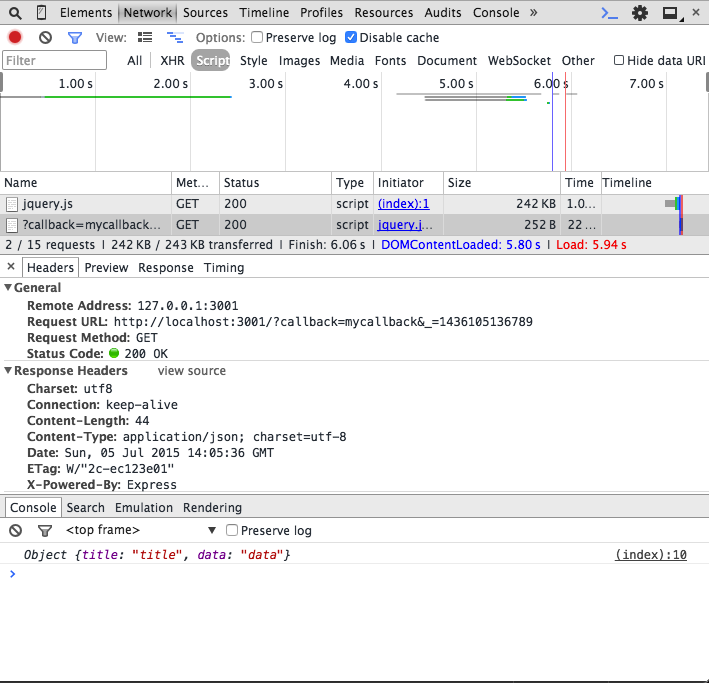 Elements Network Sources Timeline Profiles Resources Audits Console » >_ ×
View: Options: Preserve log Disable cache
Filter All XHR Script Style Images Media Fonts Document WebSocket Other Hide data URI
1.00 s 2.00 s 3.00 s 4.00 s 5.00 s 6.00 s 7.00 s
Name Met... Status Type Initiator Size Time Timeline
jquery.js GET 200 script (index):1 242 KB 1.0...
?callback=mycallback... GET 200 script jquery.j... 252 B 22 ...
2 / 15 requests | 242 KB / 243 KB transferred | Finish: 6.06 s | DOMContentLoaded: 5.80 s | Load: 5.94 s
× Headers Preview Response Timing
▼General
Remote Address: 127.0.0.1:3001
Request URL: http://localhost:3001/?callback=mycallback&_=1436105136789
Request Method: GET
Status Code: 200 OK
▼Response Headers view source
Charset: utf8
Connection: keep-alive
Content-Length: 44
Content-Type: application/json; charset=utf-8
Date: Sun, 05 Jul 2015 14:05:36 GMT
ETag: W/"2c-ec123e01"
X-Powered-By: Express
Console Search Emulation Rendering
<top frame> ▼ Preserve log
Object {title: "title", data: "data"} (index):10
>